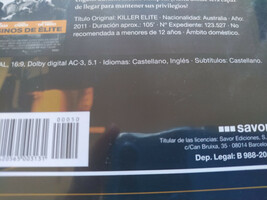 de llegar para mantener sus privilegios?
Título Original: KILLER ELITE - Nacionalidad: Australia - Año
2011 - Duración aprox.: 105' - Nº Expediente: 123.527 - No
recomendada a menores de 12 años - Ámbito: doméstico.
SINOS DE ÉLITE
AL, 16/9, Dolby digital AC-3, 5.1 - Idiomas: Castellano, Inglés - Subtítulos: Castellano.
00010
savor
Titular de las licencias: Savor Ediciones, S.
c/Can Bruixa, 35 - 08014 Barcelo
Dep. Legal: B 988-20